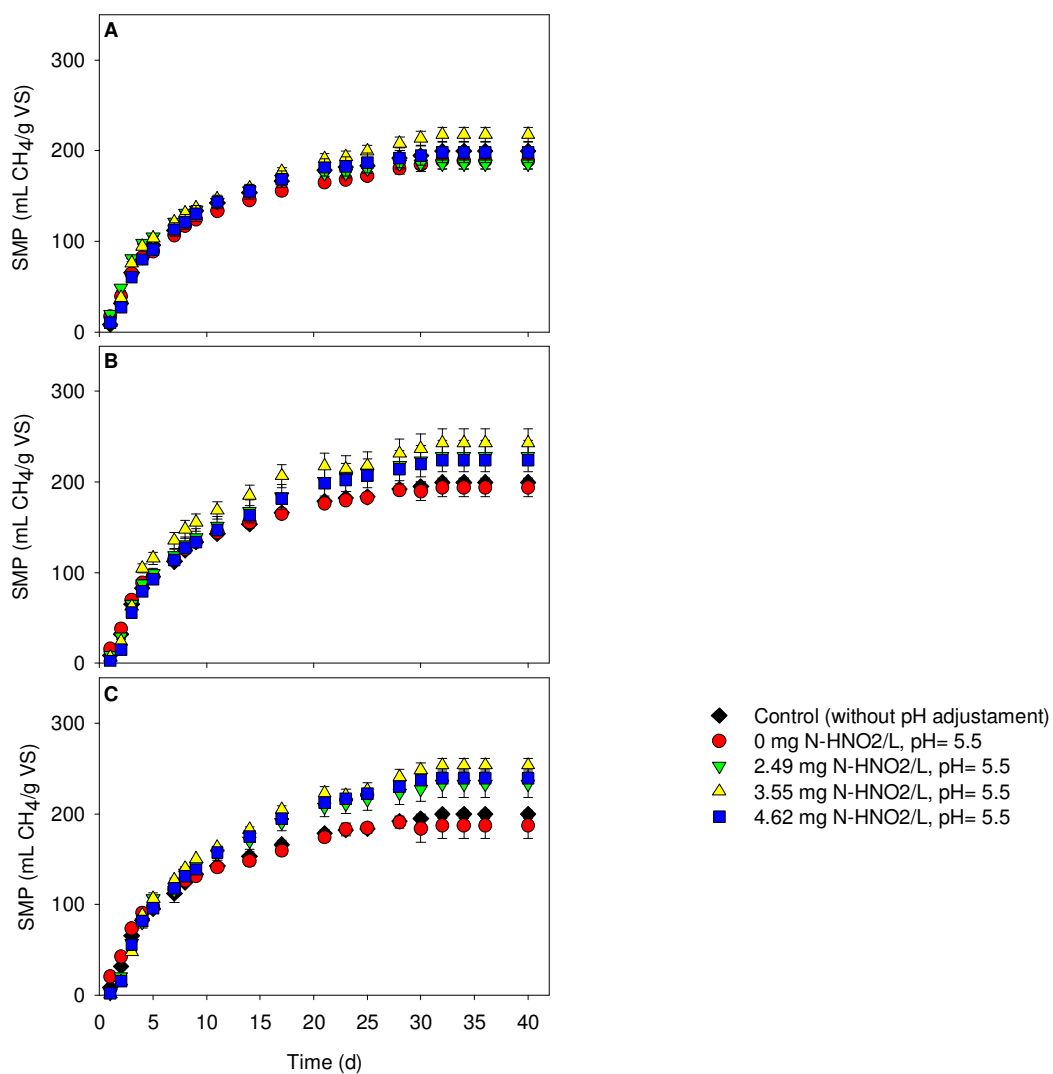 A
300
200
100
0
SMP (mL CH4/g VS)
B
300
200
100
0
SMP (mL CH4/g VS)
C
300
200
100
0
SMP (mL CH4/g VS)
0 5 10 15 20 25 30 35 40
Time (d)
Control (without pH adjustament)
0 mg N-HNO2/L, pH= 5.5
2.49 mg N-HNO2/L, pH= 5.5
3.55 mg N-HNO2/L, pH= 5.5
4.62 mg N-HNO2/L, pH= 5.5